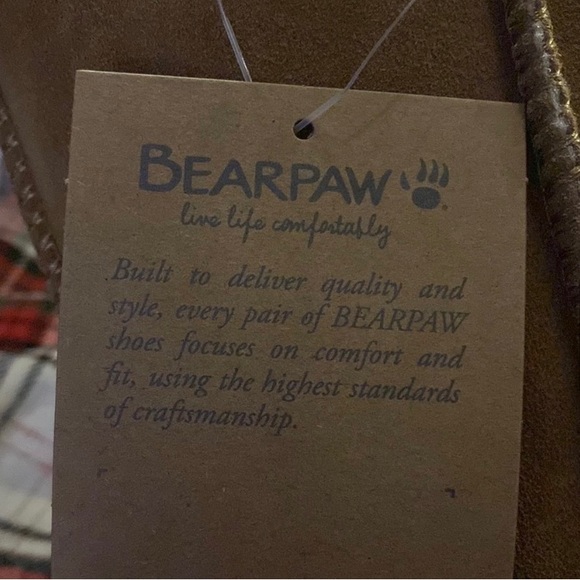 BEARPAW
live life comfortably
Built to deliver quality and
style, every pair of BEARPAW
shoes focuses on comfort and
fit, using the highest standards
of craftsmanship.